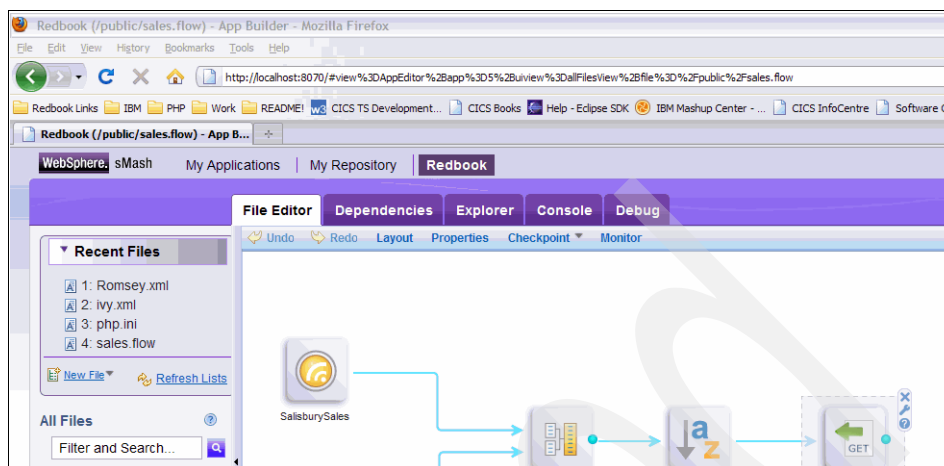 Redbook (/public/sales.flow) - App Builder - Mozilla Firefox
File Edit View History Bookmarks Tools Help
http://localhost:8070/#view%3DAppEditor%2Bapp%3D5%2Buiview%3DallFilesView%2Bfile%3D%2Fpublic%2Fsales.flow
Redbook Links IBM PHP Work README! w3 CICS TS Development... CICS Books Help - Eclipse SDK IBM Mashup Center - ... CICS InfoCentre Software
Redbook (/public/sales.flow) - App B...
WebSphere. sMash My Applications | My Repository | Redbook
File Editor Dependencies Explorer Console Debug
Undo Redo Layout Properties Checkpoint Monitor
Recent Files
1: Romsey.xml
2: ivy.xml
3: php.ini
4: sales.flow
New File Refresh Lists
SalisburySales
All Files
Filter and Search...
a
z
GET